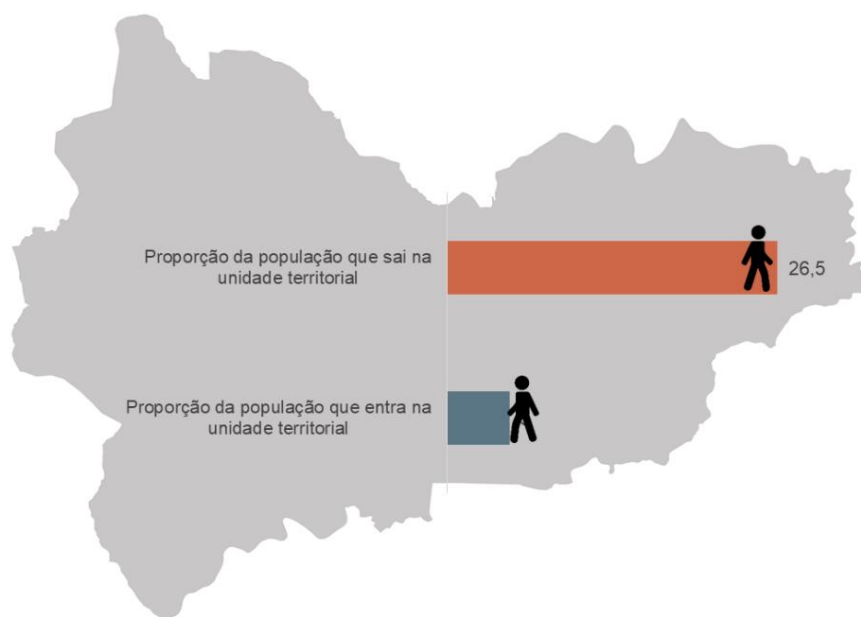 Proporção da população que sai na
unidade territorial
26,5
Proporção da população que entra na
unidade territorial